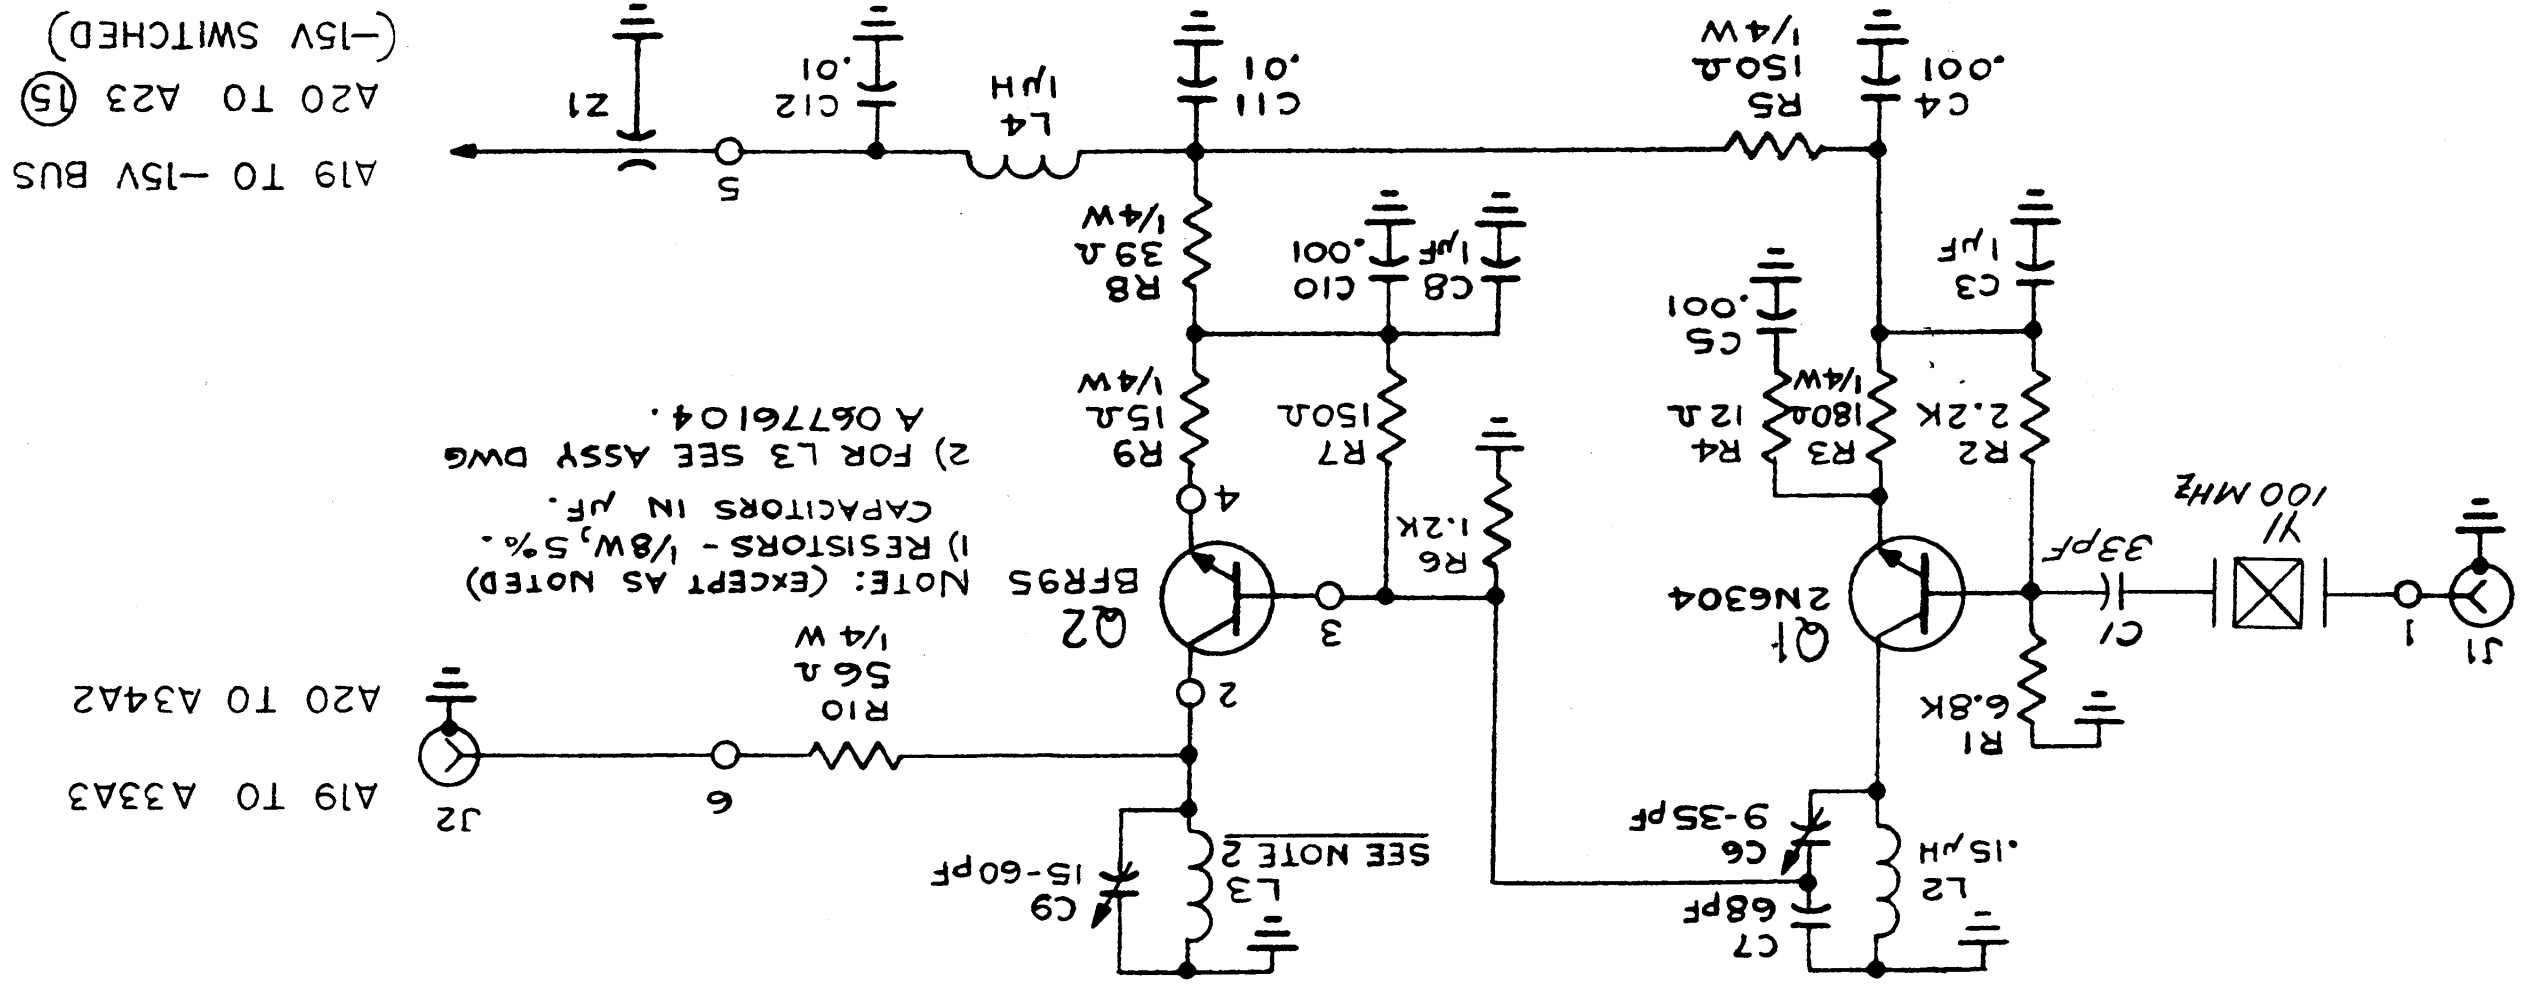 C7
68pF
L2
.15μH
C6
9-35pF
C9
15-60pF
L3
SEE NOTE 2
J2
6
A19 TO A33A3
A20 TO A34A2
R1
6.8K
R10
56Ω
1/4 W
2
J1
1
Y1
100 MHZ
C1
33pF
Q1
2N6304
3
Q2
BFR95
4
NOTE: (EXCEPT AS NOTED)
1) RESISTORS - 1/8W, 5%.
CAPACITORS IN μF.
2) FOR L3 SEE ASSY DWG
A 06776104.
R6
1.2K
R2
2.2K
R3
180Ω
1/4W
R4
12Ω
R7
150Ω
R9
15Ω
1/4W
C5
.001
C3
1μF
C8
1μF
C10
.001
R8
39Ω
1/4W
5
A19 TO -15V BUS
A20 TO A23 15
(-15V SWITCHED)
C4
.001
R5
150Ω
1/4W
C11
.01
L4
1μH
C12
.01
Z1